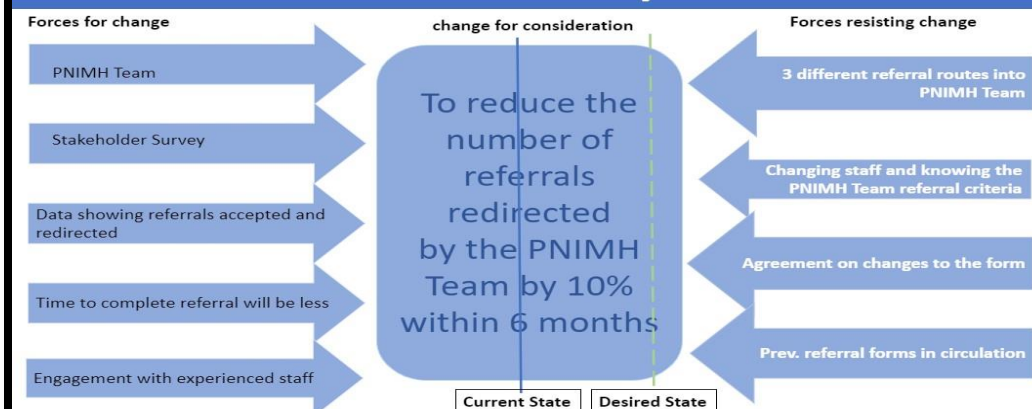 Forces for change
change for consideration
Forces resisting change
PNIMH Team
Stakeholder Survey
Data showing referrals accepted and
redirected
Time to complete referral will be less
Engagement with experienced staff
To reduce the
number of
referrals
redirected
by the PNIMH
Team by 10%
within 6 months
3 different referral routes into
PNIMH Team
Changing staff and knowing the
PNIMH Team referral criteria
Agreement on changes to the form
Prev. referral forms in circulation
Current State
Desired State